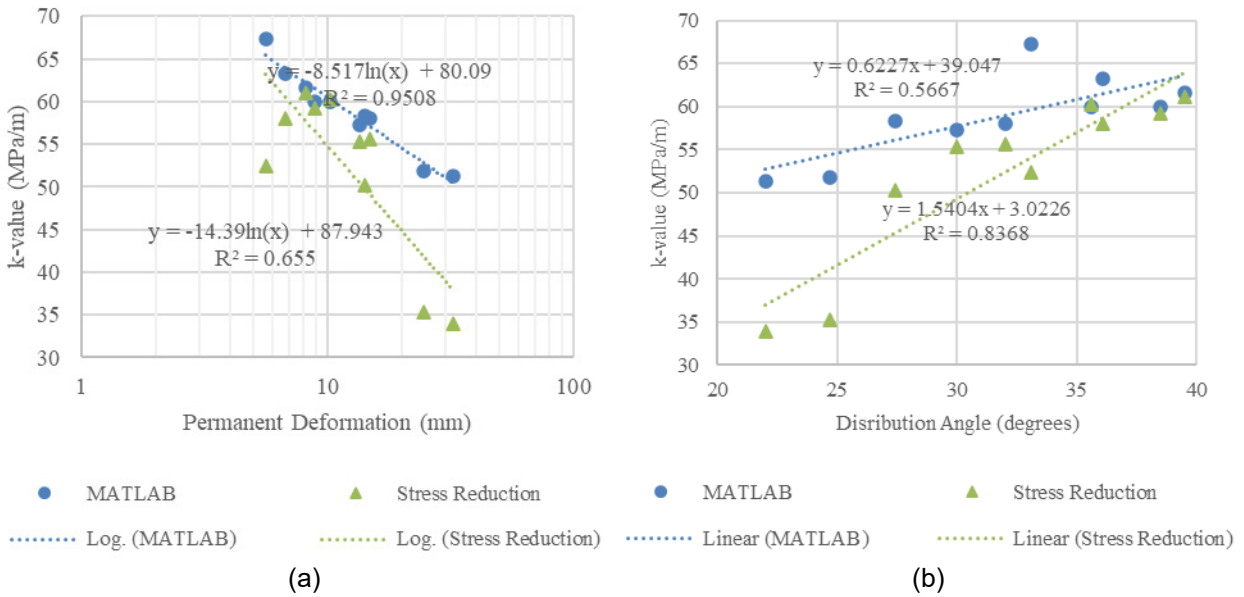 70
65
60
55
50
45
40
35
30
k-value (MPa/m)
y = -8.517ln(x) + 80.09
R² = 0.9508
y = -14.39ln(x) + 87.943
R² = 0.655
1 10 100
Permanent Deformation (mm)
70
65
60
55
50
45
40
35
30
k-value (MPa/m)
y = 0.6227x + 39.047
R² = 0.5667
y = 1.5404x + 3.0226
R² = 0.8368
20 25 30 35 40
Disribution Angle (degrees)
MATLAB Stress Reduction
Log. (MATLAB) Log. (Stress Reduction)
MATLAB Stress Reduction
Linear (MATLAB) Linear (Stress Reduction)
(a)
(b)